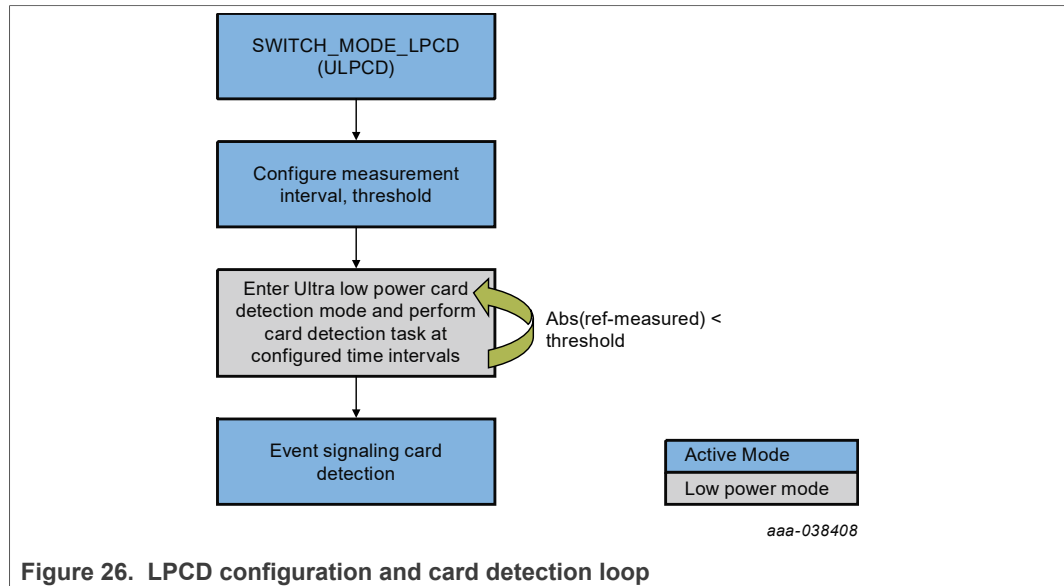 SWITCH_MODE_LPCD
(ULPCD)
Configure measurement
interval, threshold
Enter Ultra low power card
detection mode and perform
card detection task at
configured time intervals
Abs(ref-measured) <
threshold
Event signaling card
detection
Active Mode
Low power mode
aaa-038408
Figure 26. LPCD configuration and card detection loop